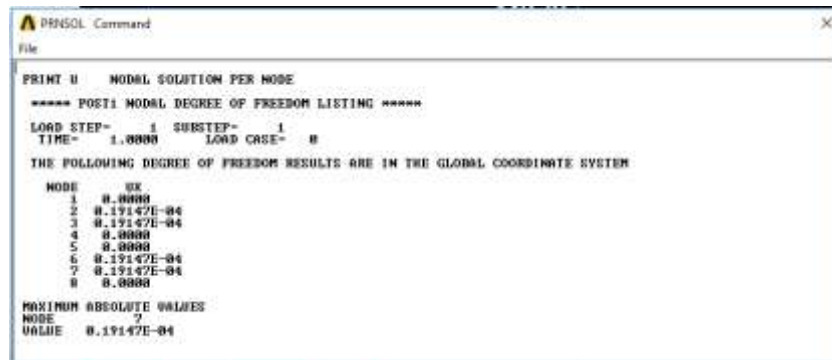 PRNSOL Command
File
PRINT U NODAL SOLUTION PER NODE
***** POST1 NODAL DEGREE OF FREEDOM LISTING *****
LOAD STEP= 1 SUBSTEP= 1
TIME= 1.0000 LOAD CASE= 0
THE FOLLOWING DEGREE OF FREEDOM RESULTS ARE IN THE GLOBAL COORDINATE SYSTEM
NODE UX
1 0.0000
2 0.19147E-04
3 0.19147E-04
4 0.0000
5 0.0000
6 0.19147E-04
7 0.19147E-04
8 0.0000
MAXIMUM ABSOLUTE VALUES
NODE 7
VALUE 0.19147E-04